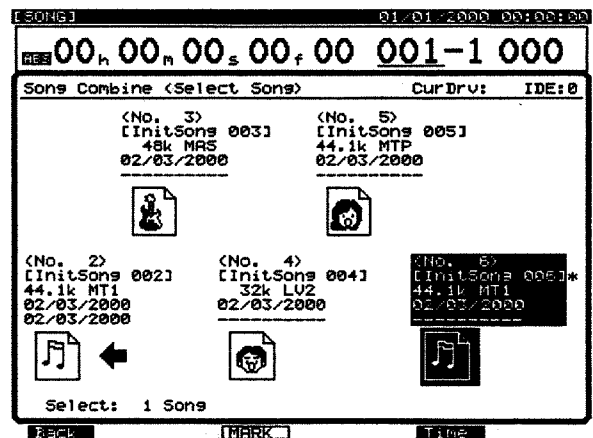 [SONG] 01/01/2000 00:00:00
ABS 00h 00m 00s 00f 00 001-1 000
Song Combine (Select Song) CurDrv: IDE:0
(No. 3) (No. 5)
[InitSong 003] [InitSong 005]
48k MAS 44.1k MTP
02/03/2000 02/03/2000
---------- ----------
(No. 2) (No. 4) (No. 6)
[InitSong 002] [InitSong 004] [InitSong
44.1k MT1 32k LV2 44.1k MT1
02/03/2000 02/03/2000 02/03/2000
02/03/2000 ---------- ----------
Select: 1 Song
Back MARK Time